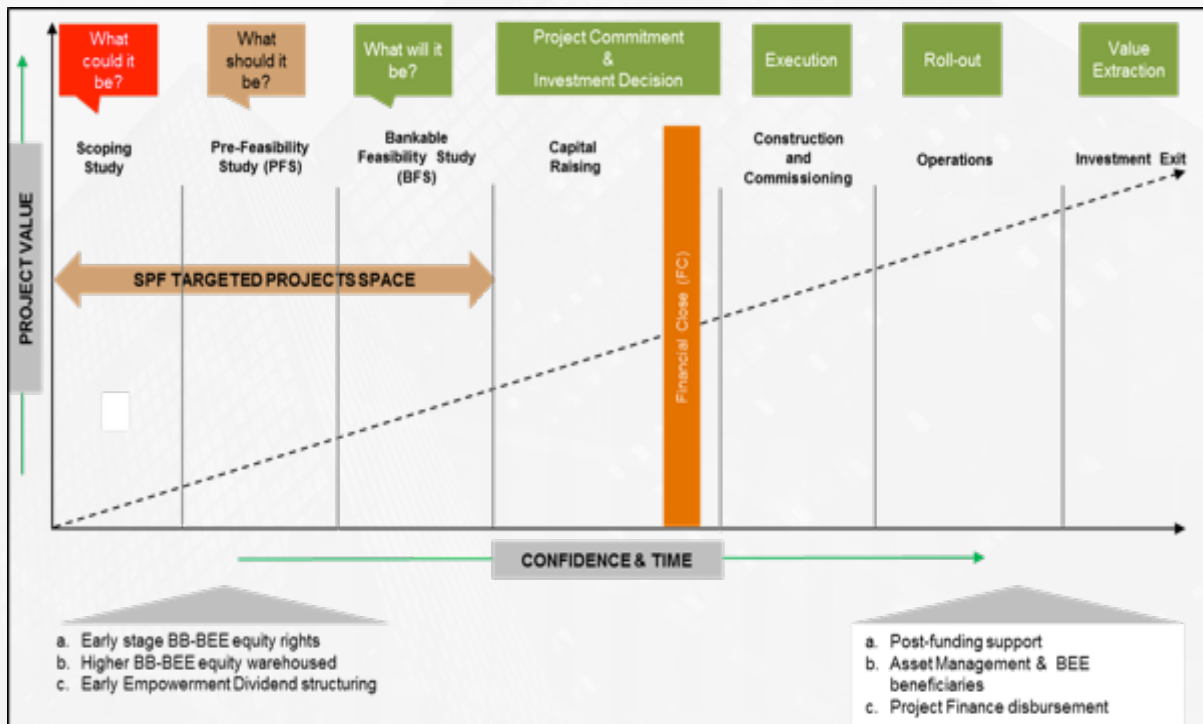 What
could it
be?
What
should it
be?
What will it
be?
Project Commitment
&
Investment Decision
Execution
Roll-out
Value
Extraction
Scoping
Study
Pre-Feasibility
Study (PFS)
Bankable
Feasibility Study
(BFS)
Capital
Raising
Construction
and
Commissioning
Operations
Investment Exit
PROJECT VALUE
SPF TARGETED PROJECTS SPACE
Financial Close (FC)
CONFIDENCE & TIME
a. Early stage BB-BEE equity rights
b. Higher BB-BEE equity warehoused
c. Early Empowerment Dividend structuring
a. Post-funding support
b. Asset Management & BEE
beneficiaries
c. Project Finance disbursement